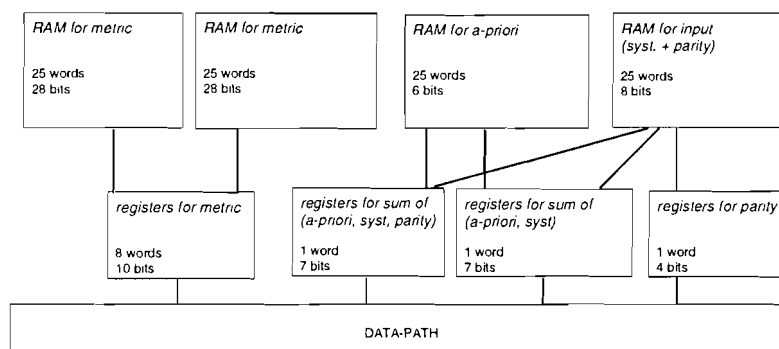 RAM for metric
25 words
28 bits
RAM for metric
25 words
28 bits
RAM for a-priori
25 words
6 bits
RAM for input
(syst. + parity)
25 words
8 bits
registers for metric
8 words
10 bits
registers for sum of
(a-priori, syst, parity)
1 word
7 bits
registers for sum of
(a-priori, syst)
1 word
7 bits
registers for parity
1 word
4 bits
DATA-PATH